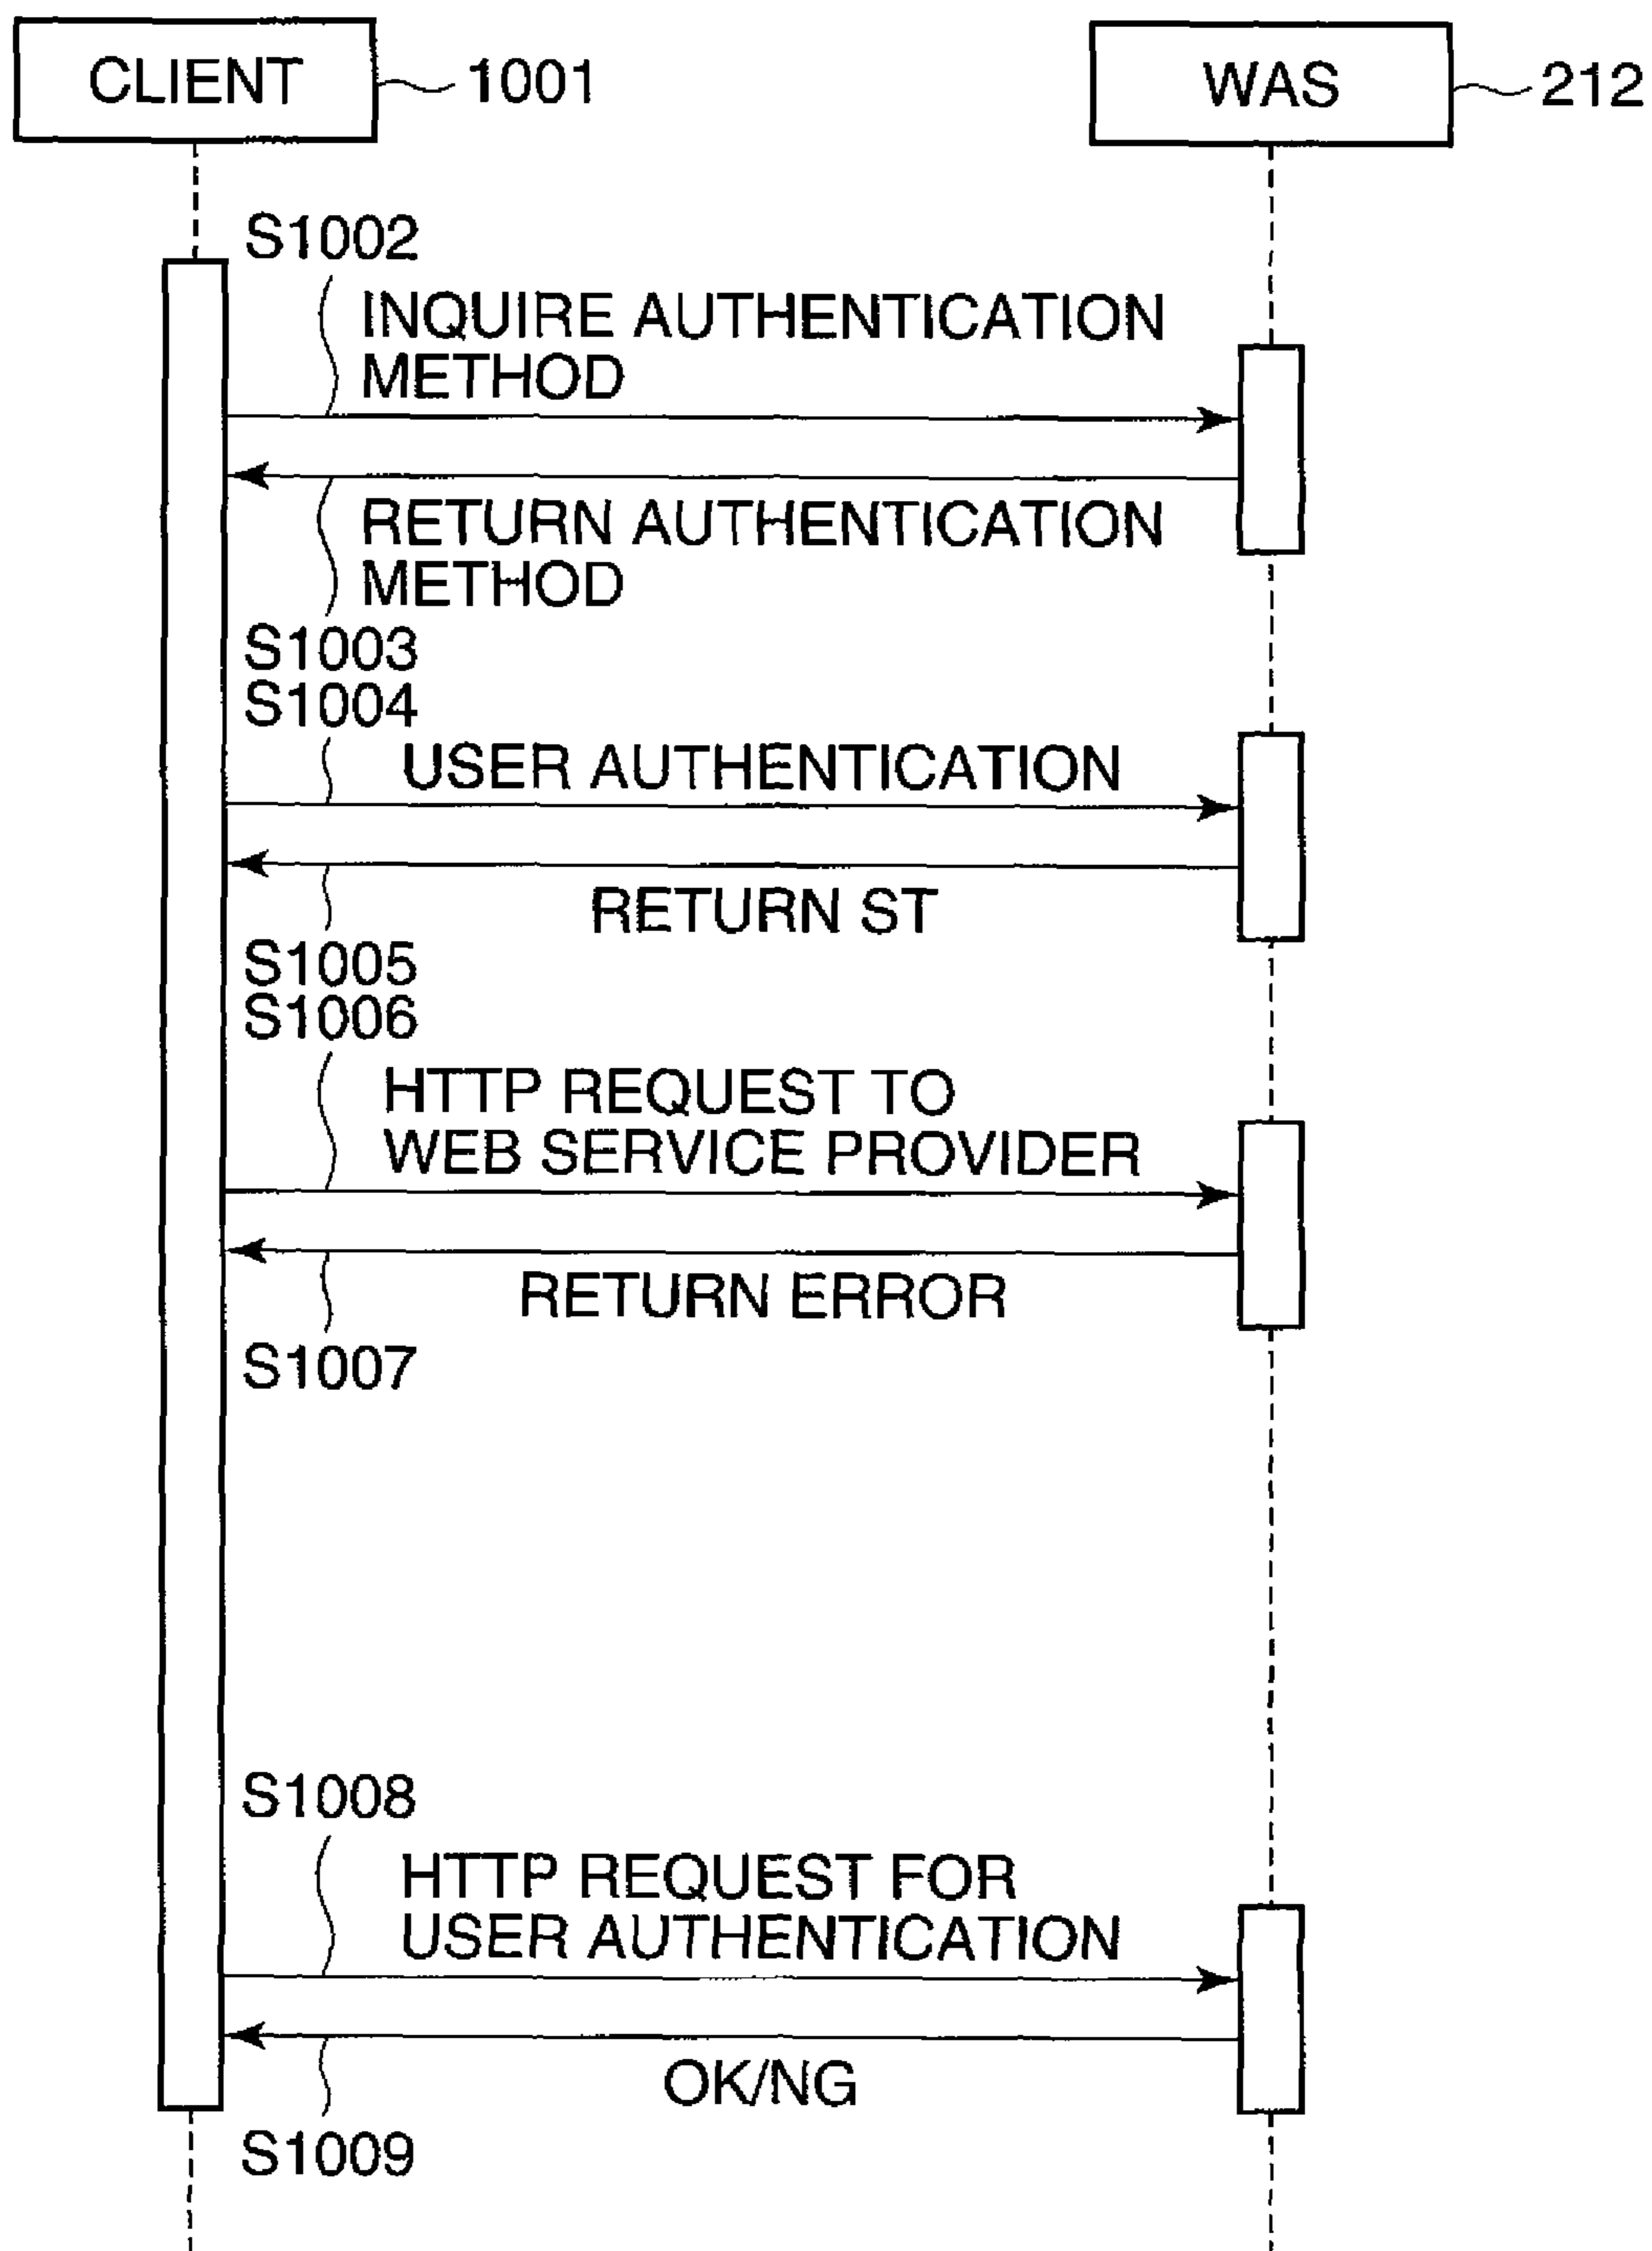 CLIENT
1001
WAS
212
S1002
INQUIRE AUTHENTICATION
METHOD
RETURN AUTHENTICATION
METHOD
S1003
S1004
USER AUTHENTICATION
RETURN ST
S1005
S1006
HTTP REQUEST TO
WEB SERVICE PROVIDER
RETURN ERROR
S1007
S1008
HTTP REQUEST FOR
USER AUTHENTICATION
OK/NG
S1009